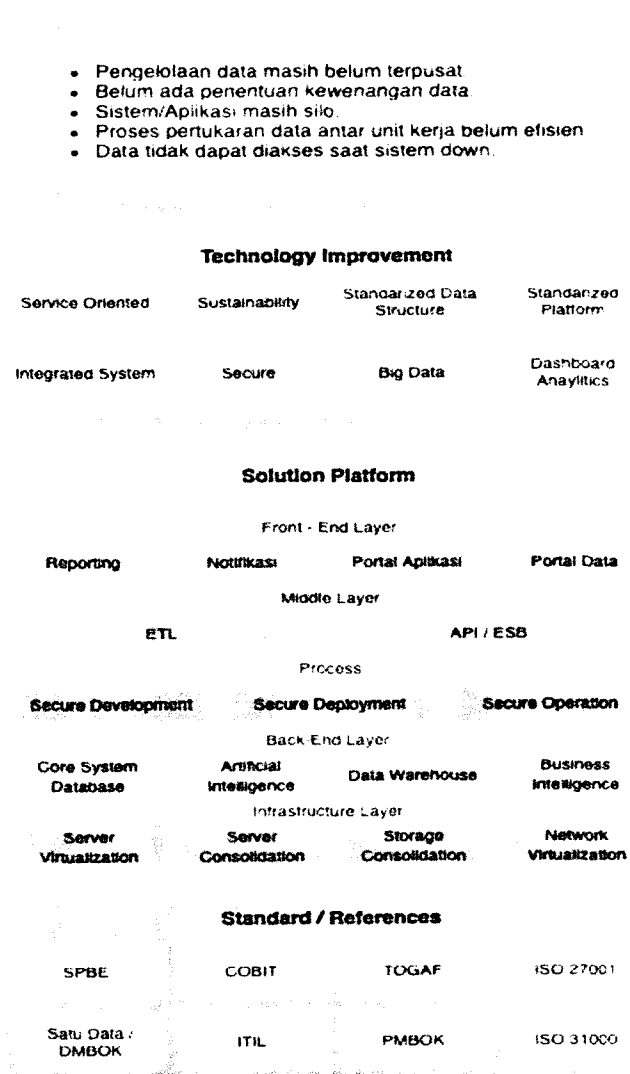 • Pengelolaan data masih belum terpusat
• Belum ada penentuan kewenangan data
• Sistem/Aplikasi masih silo.
• Proses pertukaran data antar unit kerja belum efisien
• Data tidak dapat diakses saat sistem down.
Technology Improvement
Service Oriented Sustainability Standarized Data Structure Standarized Platform
Integrated System Secure Big Data Dashboard Anaylitics
Solution Platform
Front - End Layer
Reporting Notifikasi Portal Aplikasi Portal Data
Middle Layer
ETL API / ESB
Process
Secure Development Secure Deployment Secure Operation
Back-End Layer
Core System Database Artificial Intelligence Data Warehouse Business Intelligence
Infrastructure Layer
Server Virtualization Server Consolidation Storage Consolidation Network Virtualization
Standard / References
SPBE COBIT TOGAF ISO 27001
Satu Data / DMBOK ITIL PMBOK ISO 31000